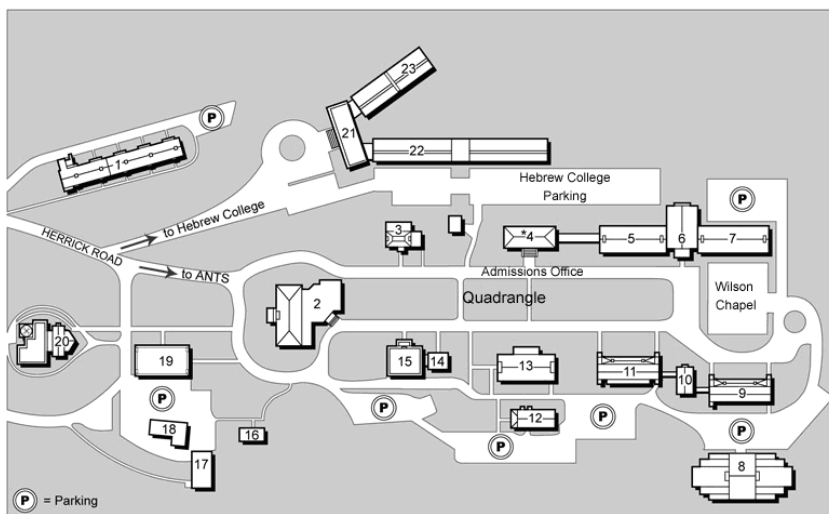 23
P
21
1
22
Hebrew College
Parking
to Hebrew College
P
HERRICK ROAD
3
*4
5
6
7
to ANTS
Admissions Office
2
Quadrangle
Wilson
Chapel
20
19
15
14
13
11
10
9
P
P
12
P
P
18
16
P
17
8
P = Parking